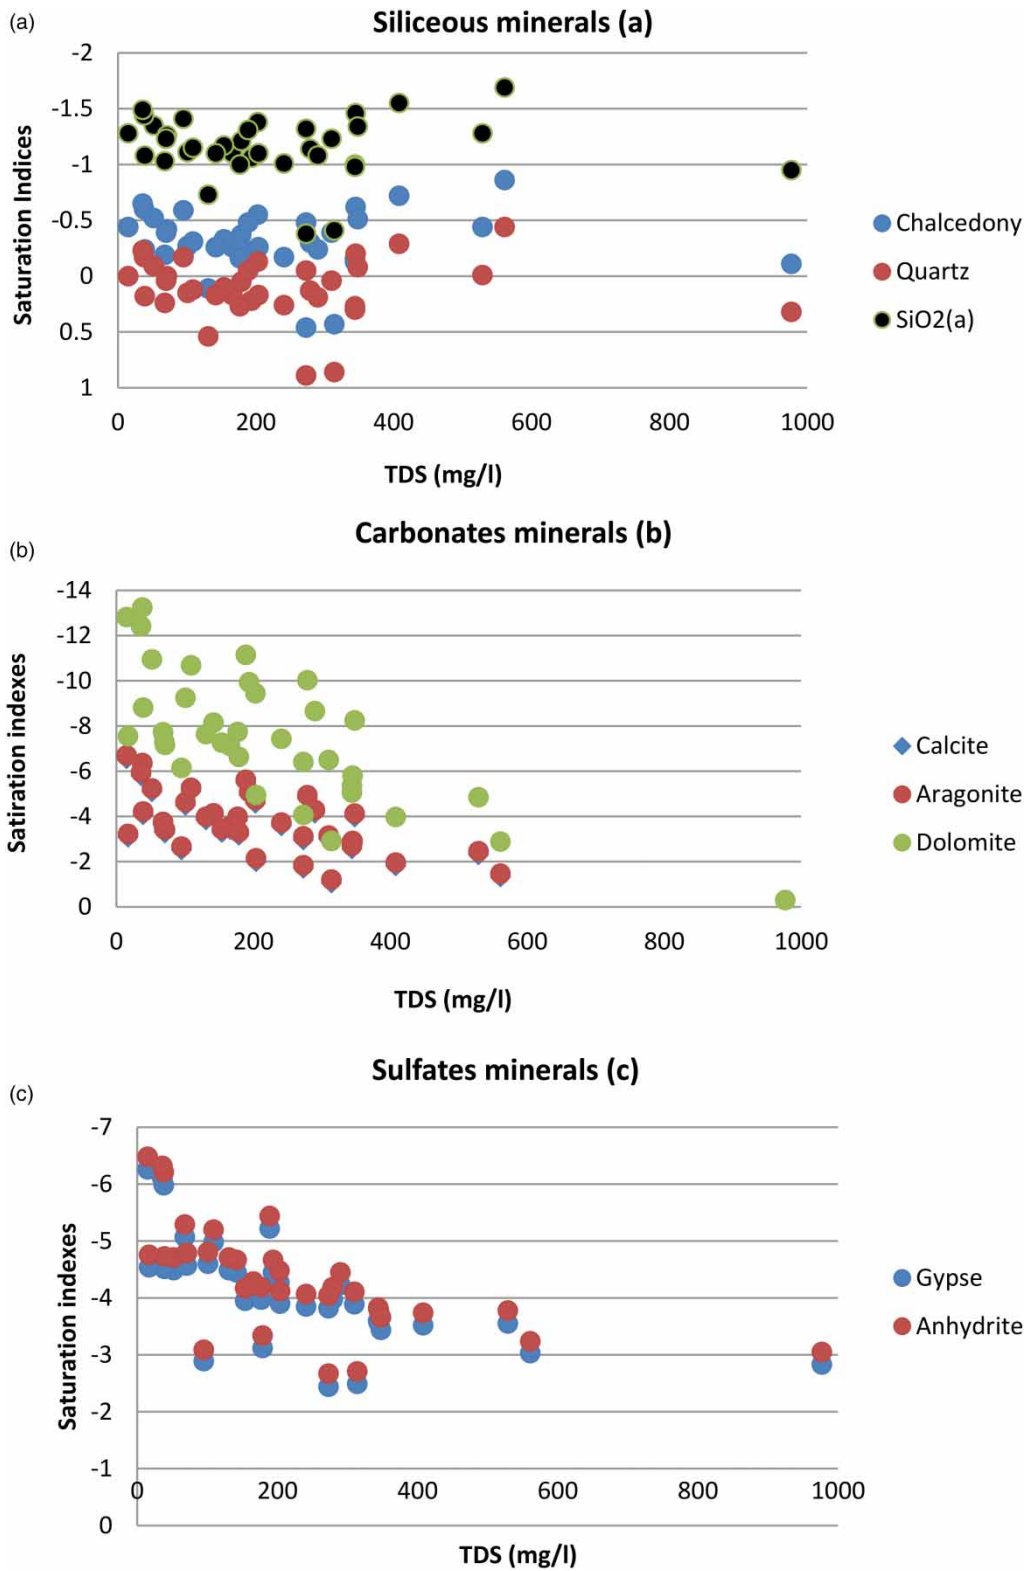 (a)
Siliceous minerals (a)
-2
-1.5
-1
-0.5
0
0.5
1
Saturation Indices
0 200 400 600 800 1000
TDS (mg/l)
Chalcedony
Quartz
SiO2(a)
(b)
Carbonates minerals (b)
-14
-12
-10
-8
-6
-4
-2
0
Satiration indexes
0 200 400 600 800 1000
TDS (mg/l)
Calcite
Aragonite
Dolomite
(c)
Sulfates minerals (c)
-7
-6
-5
-4
-3
-2
-1
0
Saturation indexes
0 200 400 600 800 1000
TDS (mg/l)
Gypse
Anhydrite